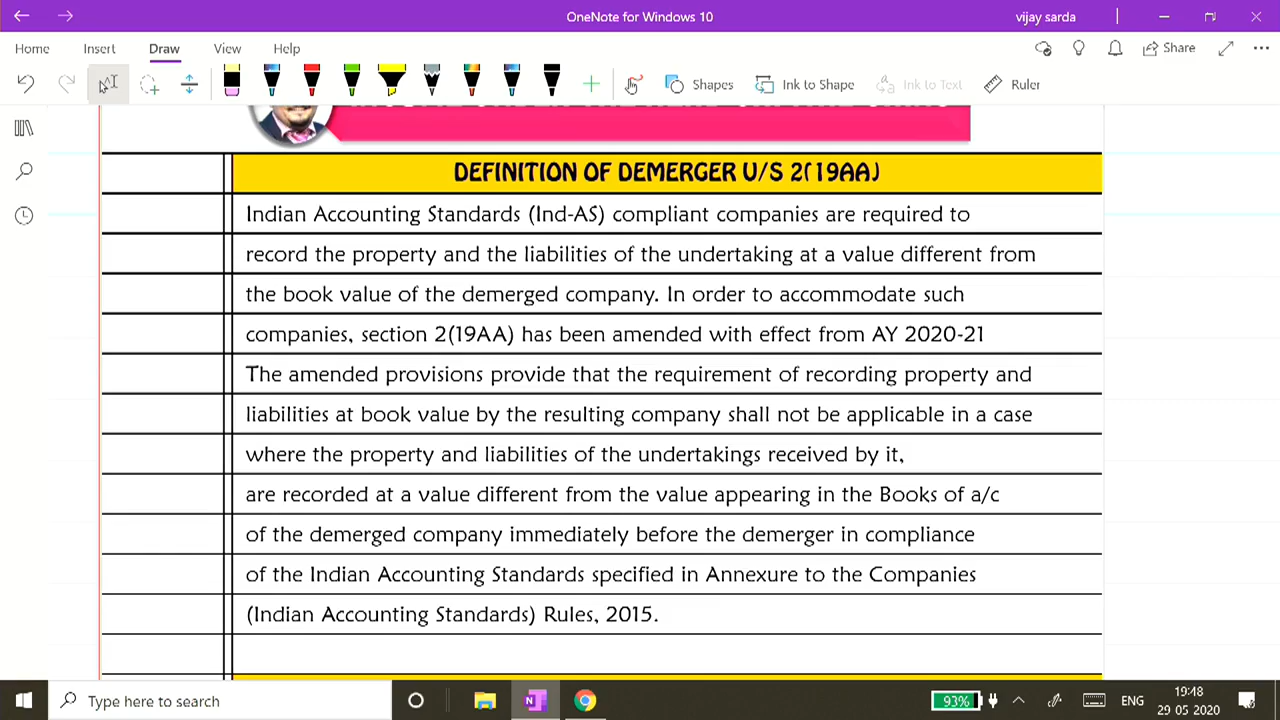 OneNote for Windows 10
vijay sarda
Home Insert Draw View Help
Share
Shapes
Ink to Shape
Ink to Text
Ruler
DEFINITION OF DEMERGER U/S 2(19AA)
Indian Accounting Standards (Ind-AS) compliant companies are required to
record the property and the liabilities of the undertaking at a value different from
the book value of the demerged company. In order to accommodate such
companies, section 2(19AA) has been amended with effect from AY 2020-21
The amended provisions provide that the requirement of recording property and
liabilities at book value by the resulting company shall not be applicable in a case
where the property and liabilities of the undertakings received by it,
are recorded at a value different from the value appearing in the Books of a/c
of the demerged company immediately before the demerger in compliance
of the Indian Accounting Standards specified in Annexure to the Companies
(Indian Accounting Standards) Rules, 2015.
Type here to search
93%
ENG
19:48
29-05-2020